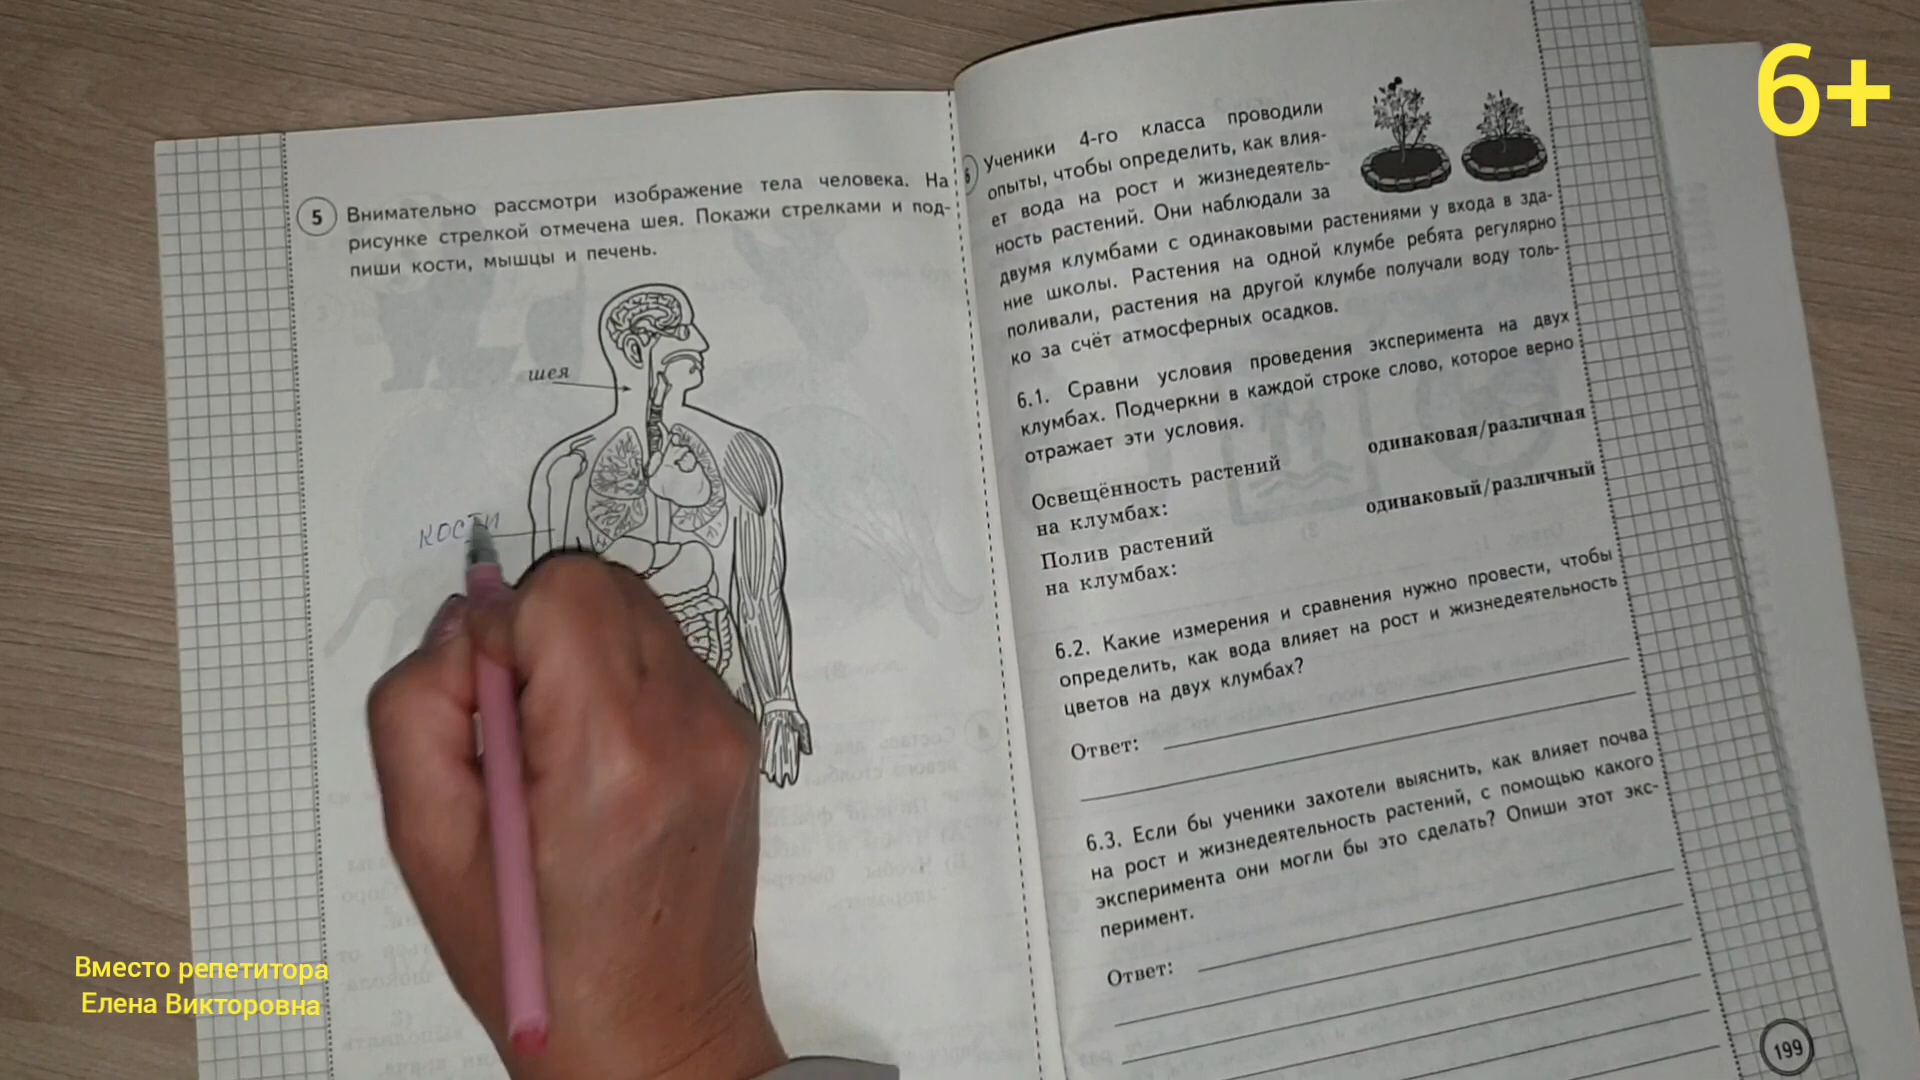 6+
5
Внимательно рассмотри изображение тела человека. На
рисунке стрелкой отмечена шея. Покажи стрелками и под-
пиши кости, мышцы и печень.
шея
кости
6
Ученики 4-го класса проводили
опыты, чтобы определить, как влия-
ет вода на рост и жизнедеятель-
ность растений. Они наблюдали за
двумя клумбами с одинаковыми растениями у входа в зда-
ние школы. Растения на одной клумбе ребята регулярно
поливали, растения на другой клумбе получали воду толь-
ко за счёт атмосферных осадков.
6.1. Сравни условия проведения эксперимента на двух
клумбах. Подчеркни в каждой строке слово, которое верно
отражает эти условия.
Освещённость растений
на клумбах:
одинаковая/различная
Полив растений
на клумбах:
одинаковый/различный
6.2. Какие измерения и сравнения нужно провести, чтобы
определить, как вода влияет на рост и жизнедеятельность
цветов на двух клумбах?
Ответ:
6.3. Если бы ученики захотели выяснить, как влияет почва
на рост и жизнедеятельность растений, с помощью какого
эксперимента они могли бы это сделать? Опиши этот экс-
перимент.
Ответ:
199
Вместо репетитора
Елена Викторовна